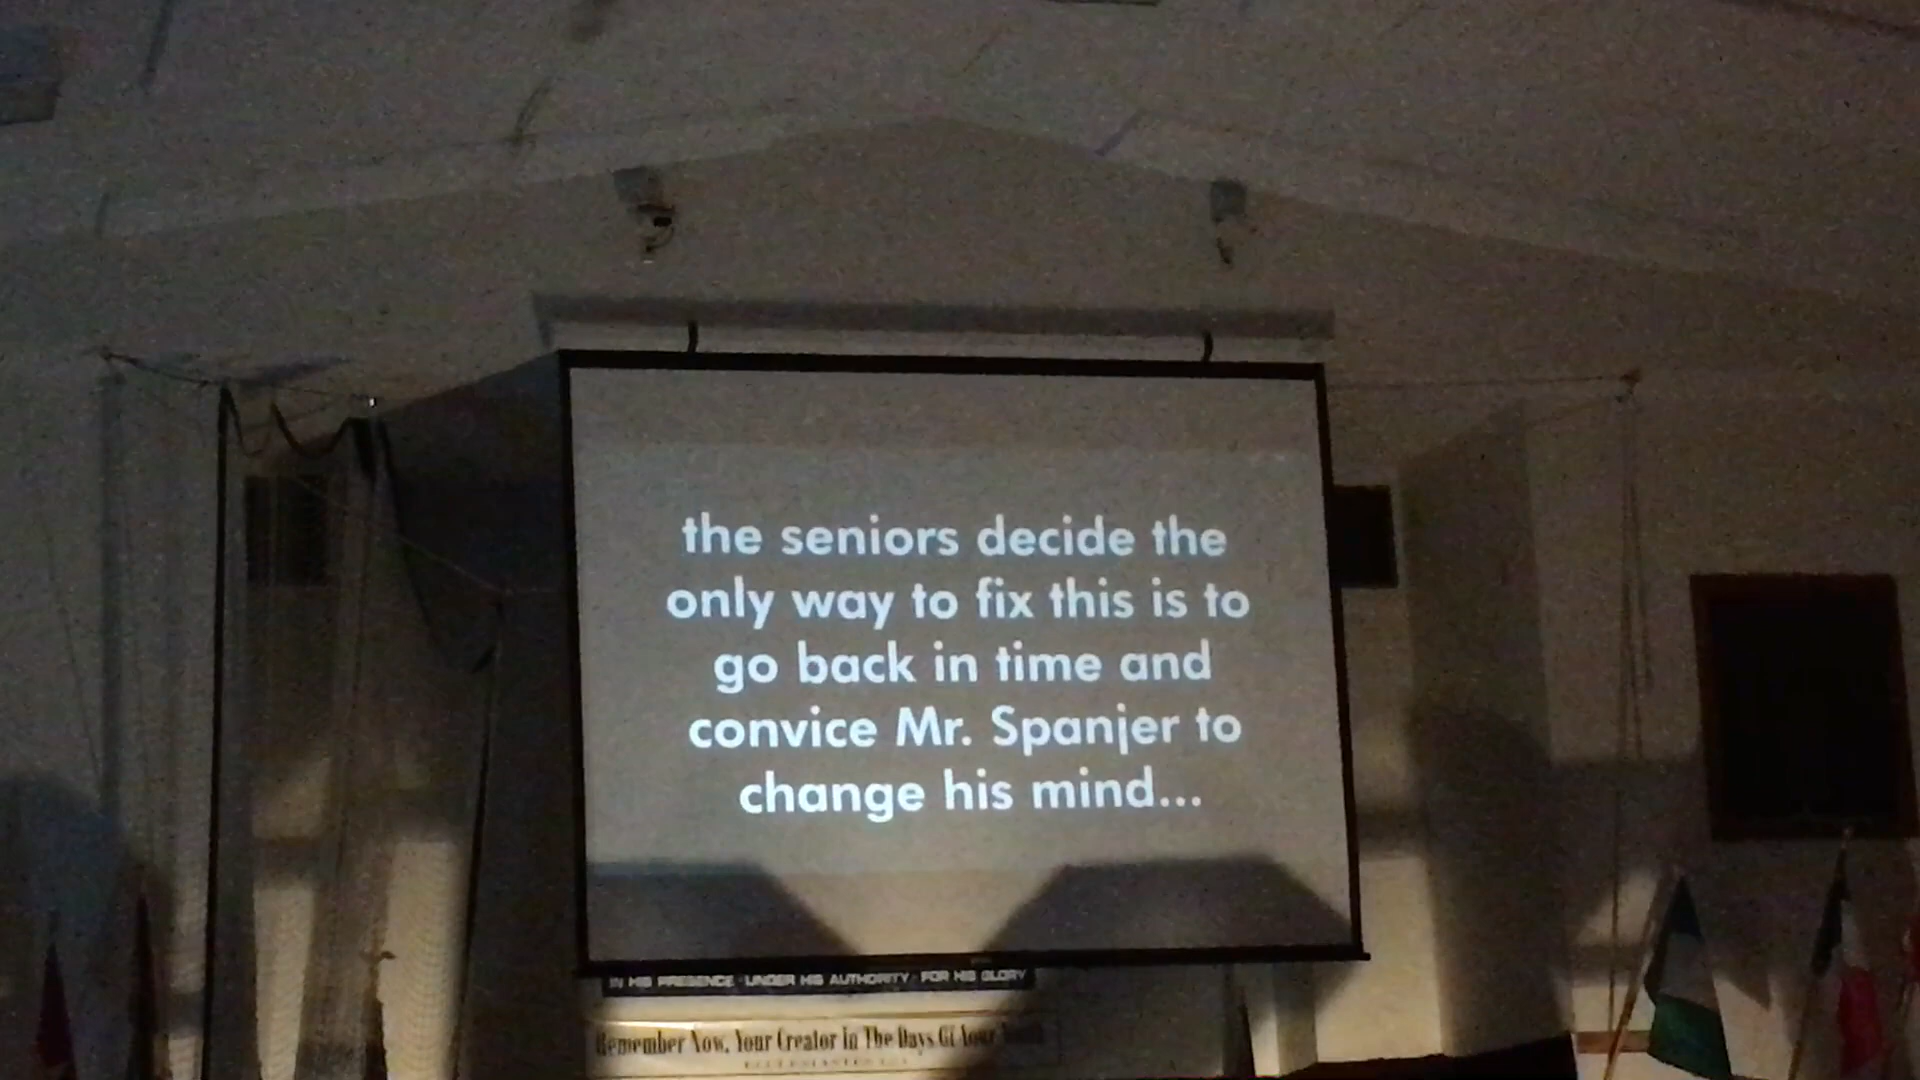 the seniors decide the
only way to fix this is to
go back in time and
convice Mr. Spanjer to
change his mind...
IN HIS PRESENCE · UNDER HIS AUTHORITY · FOR HIS GLORY
Remember Now, Your Creator In The Days Of Your Youth